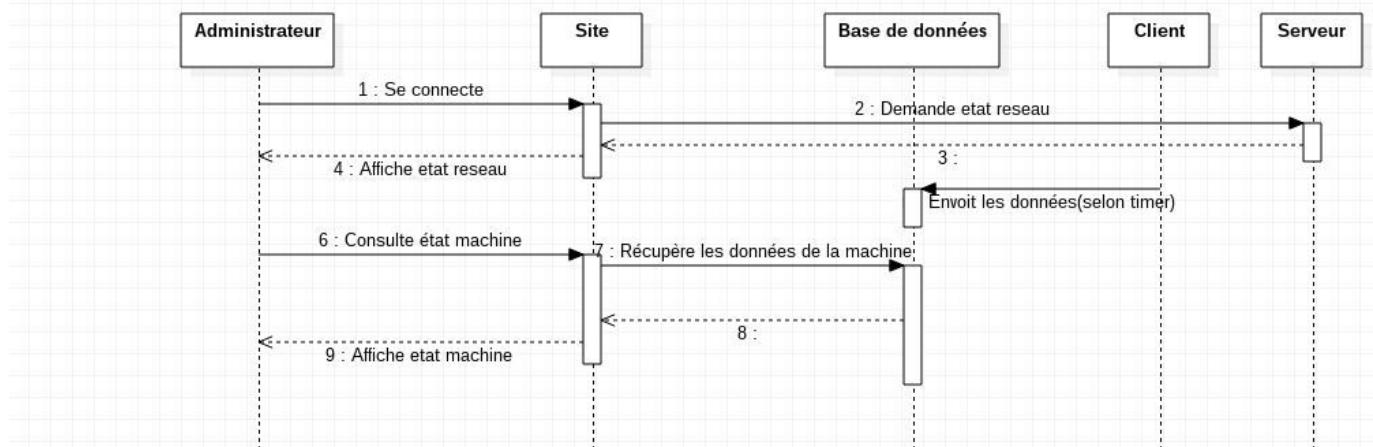 Administrateur
Site
Base de données
Client
Serveur
1 : Se connecte
2 : Demande etat reseau
3 :
4 : Affiche etat reseau
Envoit les données(selon timer)
6 : Consulte état machine
7 : Récupère les données de la machine
8 :
9 : Affiche etat machine